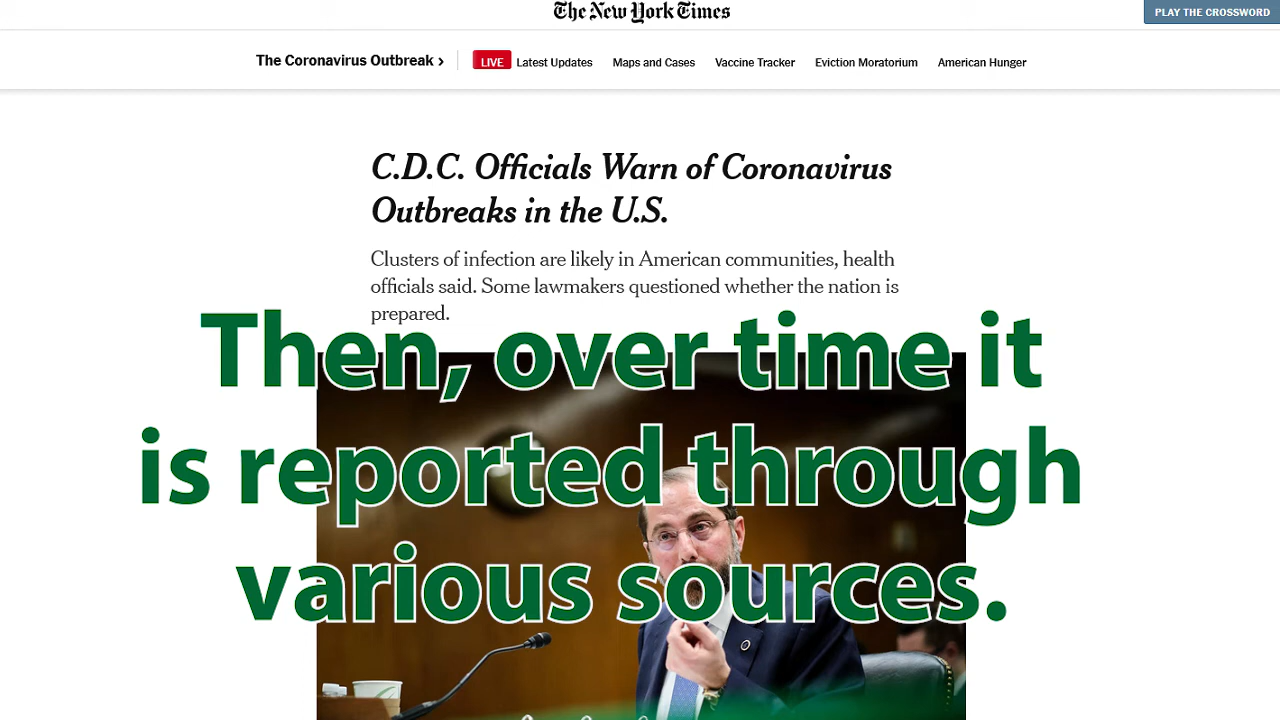 The New York Times
PLAY THE CROSSWORD
The Coronavirus Outbreak ›
LIVE Latest Updates Maps and Cases Vaccine Tracker Eviction Moratorium American Hunger
C.D.C. Officials Warn of Coronavirus
Outbreaks in the U.S.
Clusters of infection are likely in American communities, health
officials said. Some lawmakers questioned whether the nation is
prepared.
Then, over time it
is reported through
various sources.